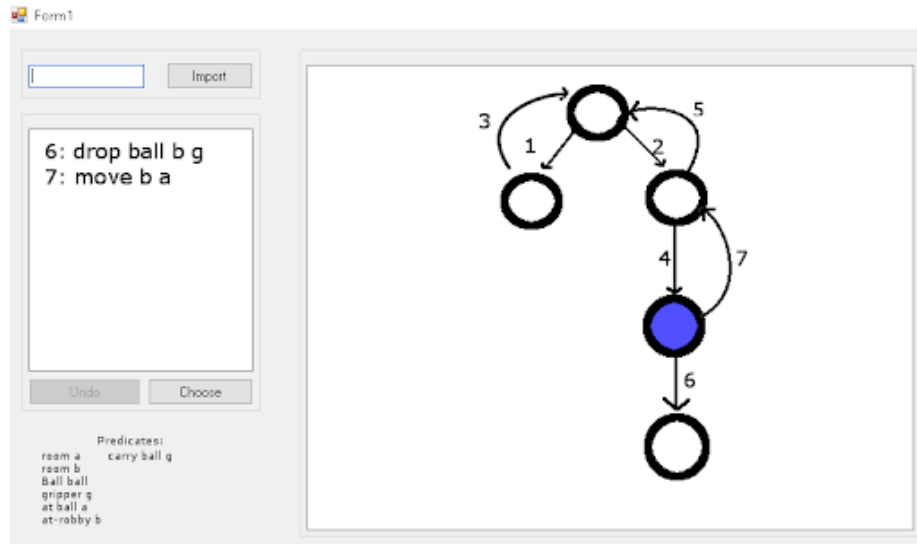 Form1
Import
6: drop ball b g
7: move b a
Undo
Choose
Predicates:
room a carry ball g
room b
Ball ball
gripper g
at ball a
at-robby b
3
1
2
5
4
7
6